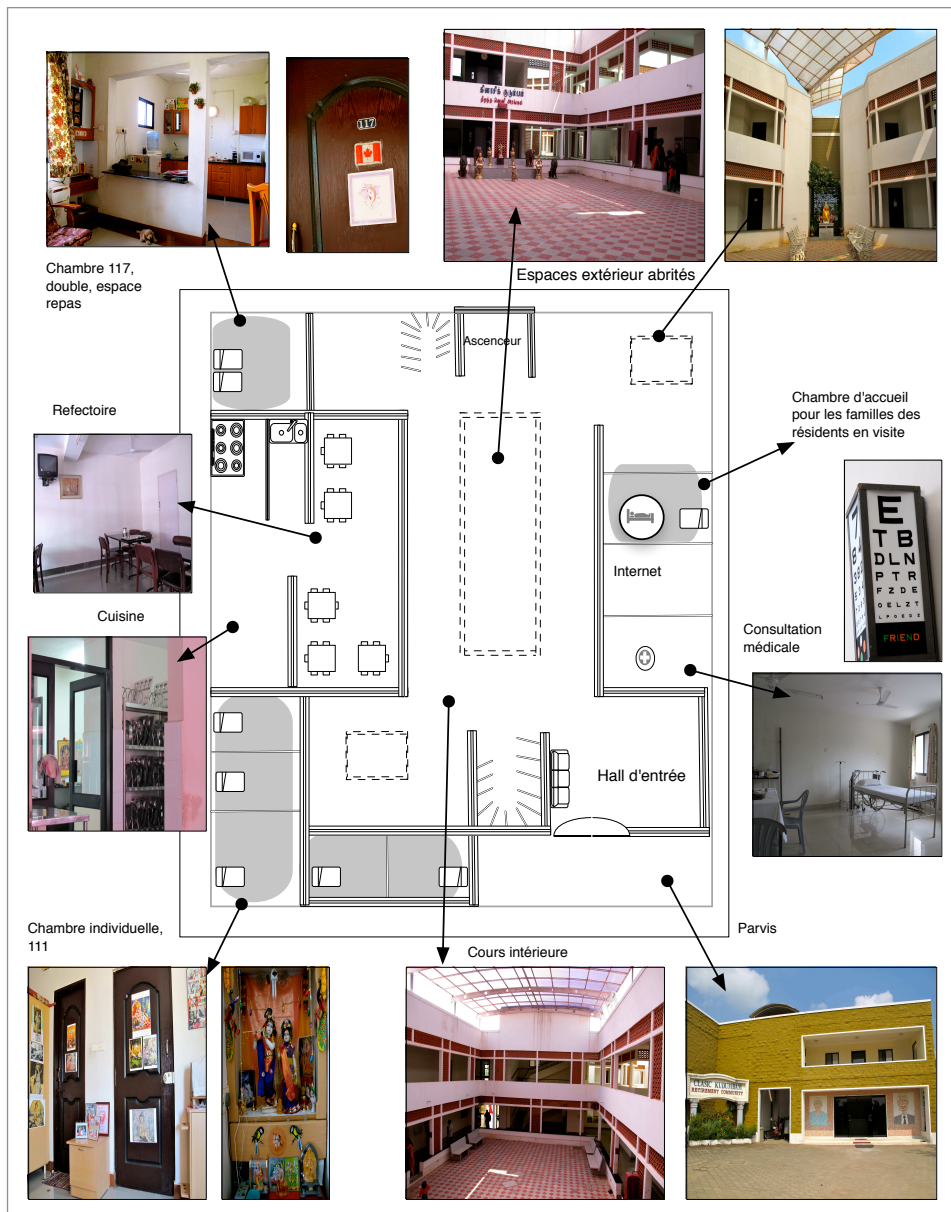 117
கிளாசிக் குடும்பம்
Chambre 117,
double, espace
repas
Espaces extérieur abrités
Ascenceur
Refectoire
Chambre d'accueil
pour les familles des
résidents en visite
E
T B
D L N
P T R
F Z D E
O E L Z T
L P O E D Z
FRIEND
Internet
Cuisine
Consultation
médicale
Hall d'entrée
Chambre individuelle,
111
Cours intérieure
Parvis
CLASIC KUDUMBAM
RETIREMENT COMMUNITY